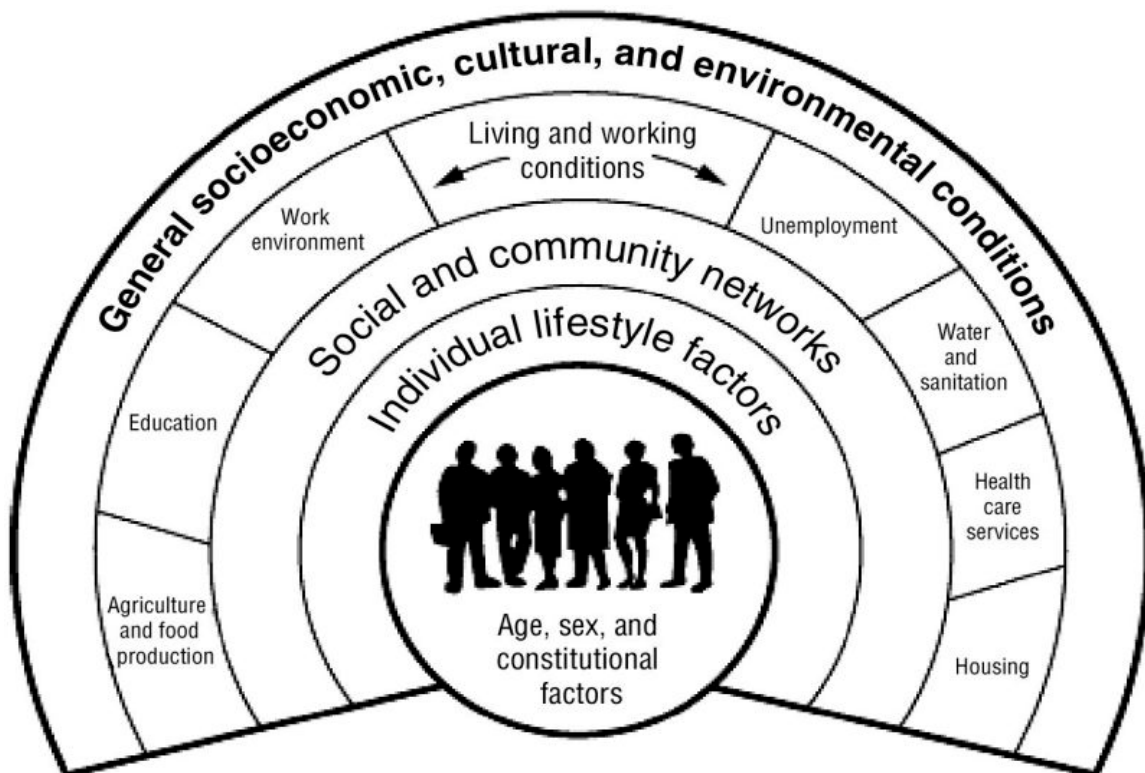 General socioeconomic, cultural, and environmental conditions
Living and working
conditions
Work
environment
Unemployment
Education
Water
and
sanitation
Agriculture
and food
production
Health
care
services
Housing
Social and community networks
Individual lifestyle factors
Age, sex, and
constitutional
factors